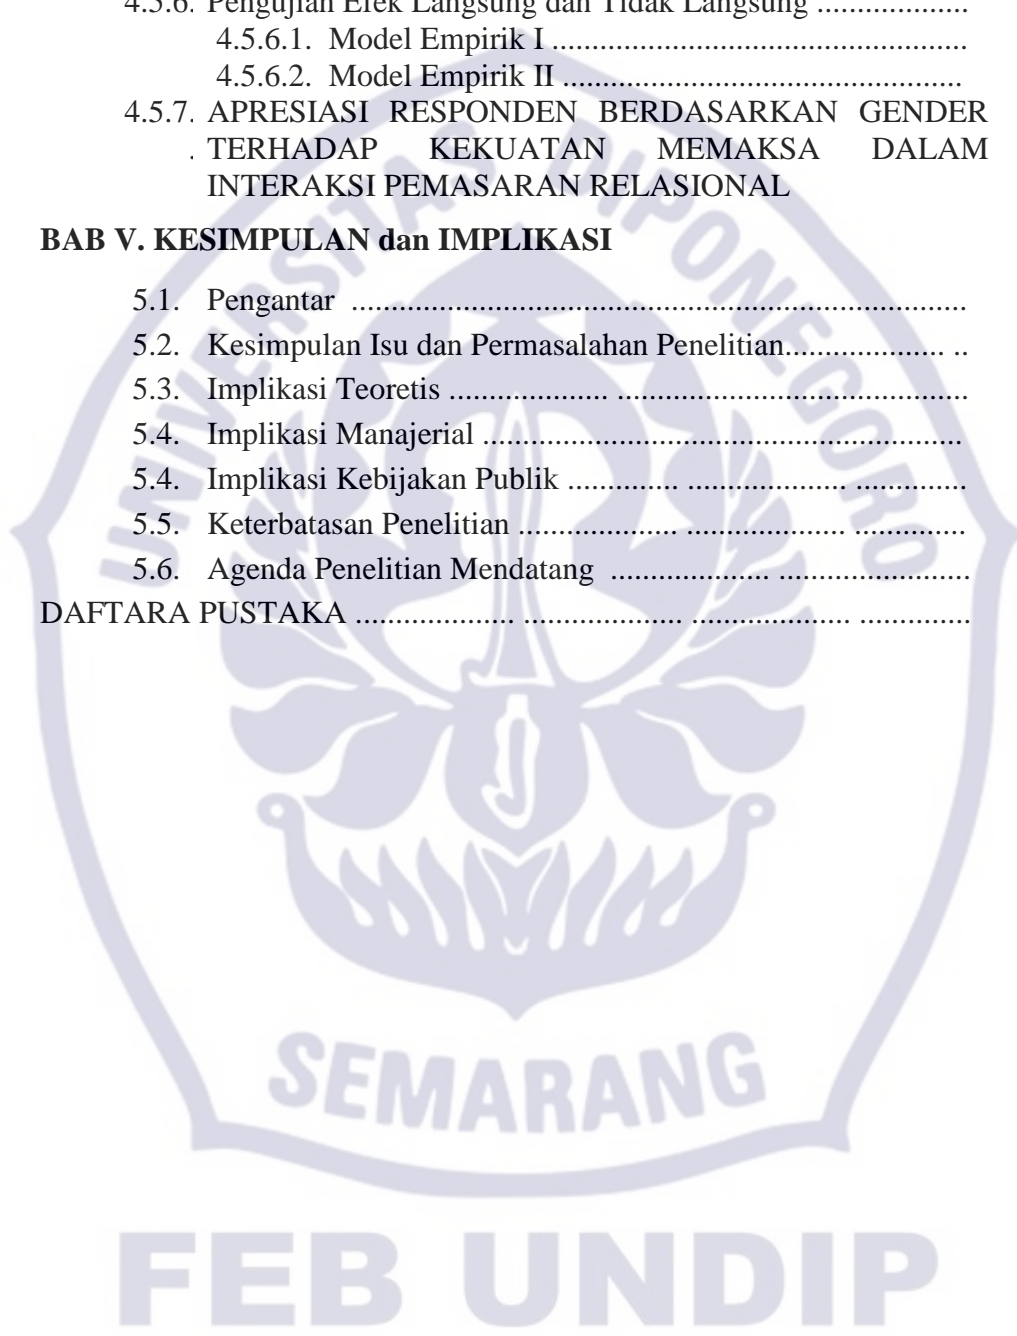 4.5.6. Pengujian Efek Langsung dan Tidak Langsung ...................
4.5.6.1. Model Empirik I ....................................................
4.5.6.2. Model Empirik II ..................................................
4.5.7. APRESIASI RESPONDEN BERDASARKAN GENDER
. TERHADAP KEKUATAN MEMAKSA DALAM
INTERAKSI PEMASARAN RELASIONAL
BAB V. KESIMPULAN dan IMPLIKASI
5.1. Pengantar .............................................................................
5.2. Kesimpulan Isu dan Permasalahan Penelitian.................... ..
5.3. Implikasi Teoretis .................... ............................................
5.4. Implikasi Manajerial ............................................................
5.4. Implikasi Kebijakan Publik .............. .................... ..............
5.5. Keterbatasan Penelitian .................... .................... ..............
5.6. Agenda Penelitian Mendatang .................... ........................
DAFTARA PUSTAKA .................... .................... .................... ..............
UNIVERSITAS DIPONEGORO
SEMARANG
FEB UNDIP